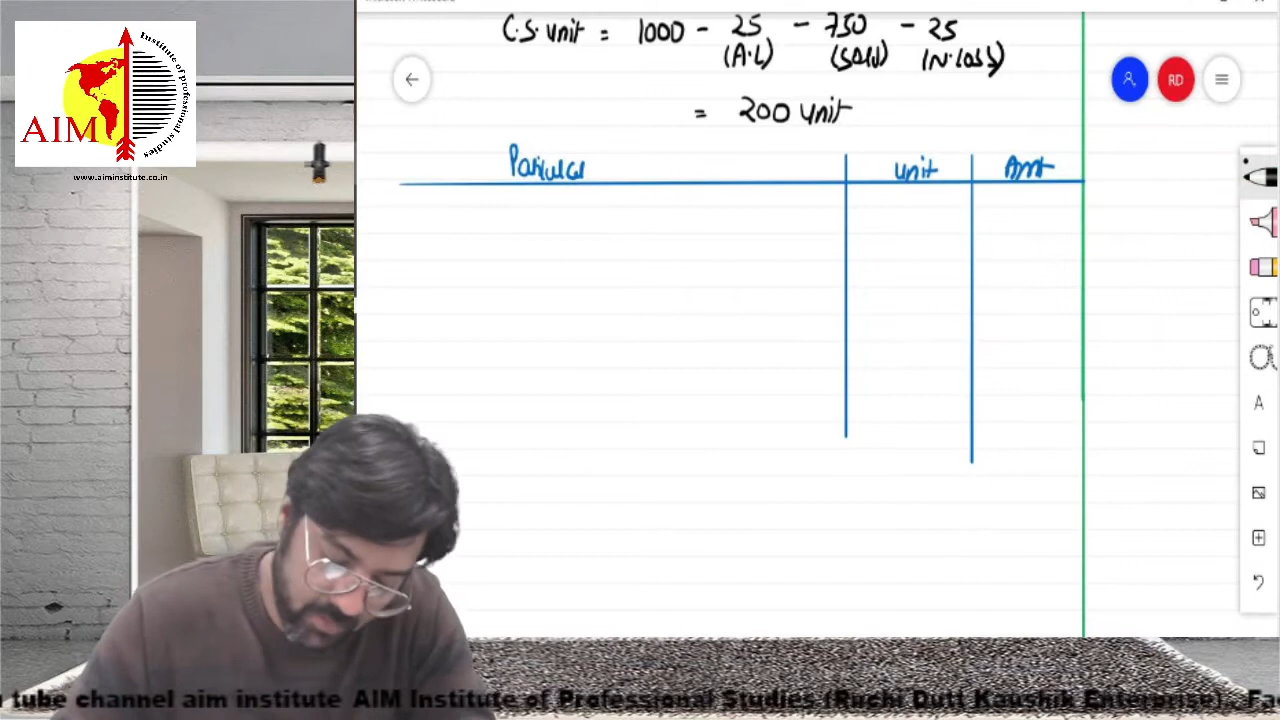 C.S. unit = 1000 - 25 - 750 - 25
(A.L) (Sold) (N.Loss)
= 200 unit
unit Amt
RD
A
AIM
Institute of professional studies
www.aiminstitute.co.in
tube channel aim institute AIM Institute of Professional Studies (Ruchi Dutt Kaushik Enterprise)